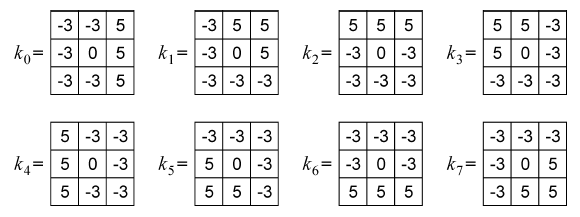 -3 -3 5 -3 5 5 5 5 5 5 5 -3
k0= -3 0 5 k1= -3 0 5 k2= -3 0 -3 k3= 5 0 -3
-3 -3 5 -3 -3 -3 -3 -3 -3 -3 -3 -3
5 -3 -3 -3 -3 -3 -3 -3 -3 -3 -3 -3
k4= 5 0 -3 k5= 5 0 -3 k6= -3 0 -3 k7= -3 0 5
5 -3 -3 5 5 -3 5 5 5 -3 5 5